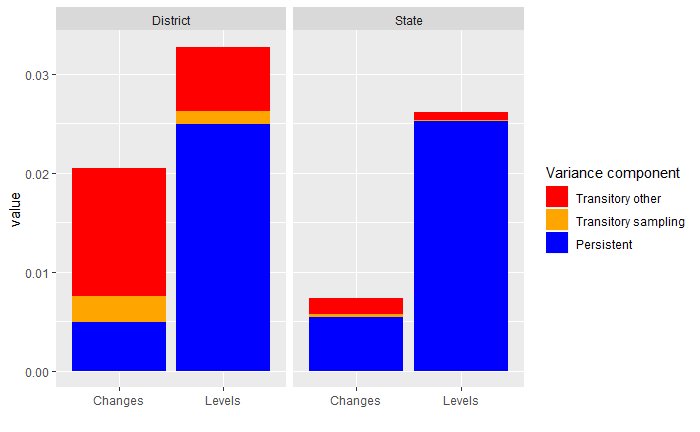 District
State
0.03
0.02
0.01
0.00
value
Changes
Levels
Changes
Levels
Variance component
Transitory other
Transitory sampling
Persistent